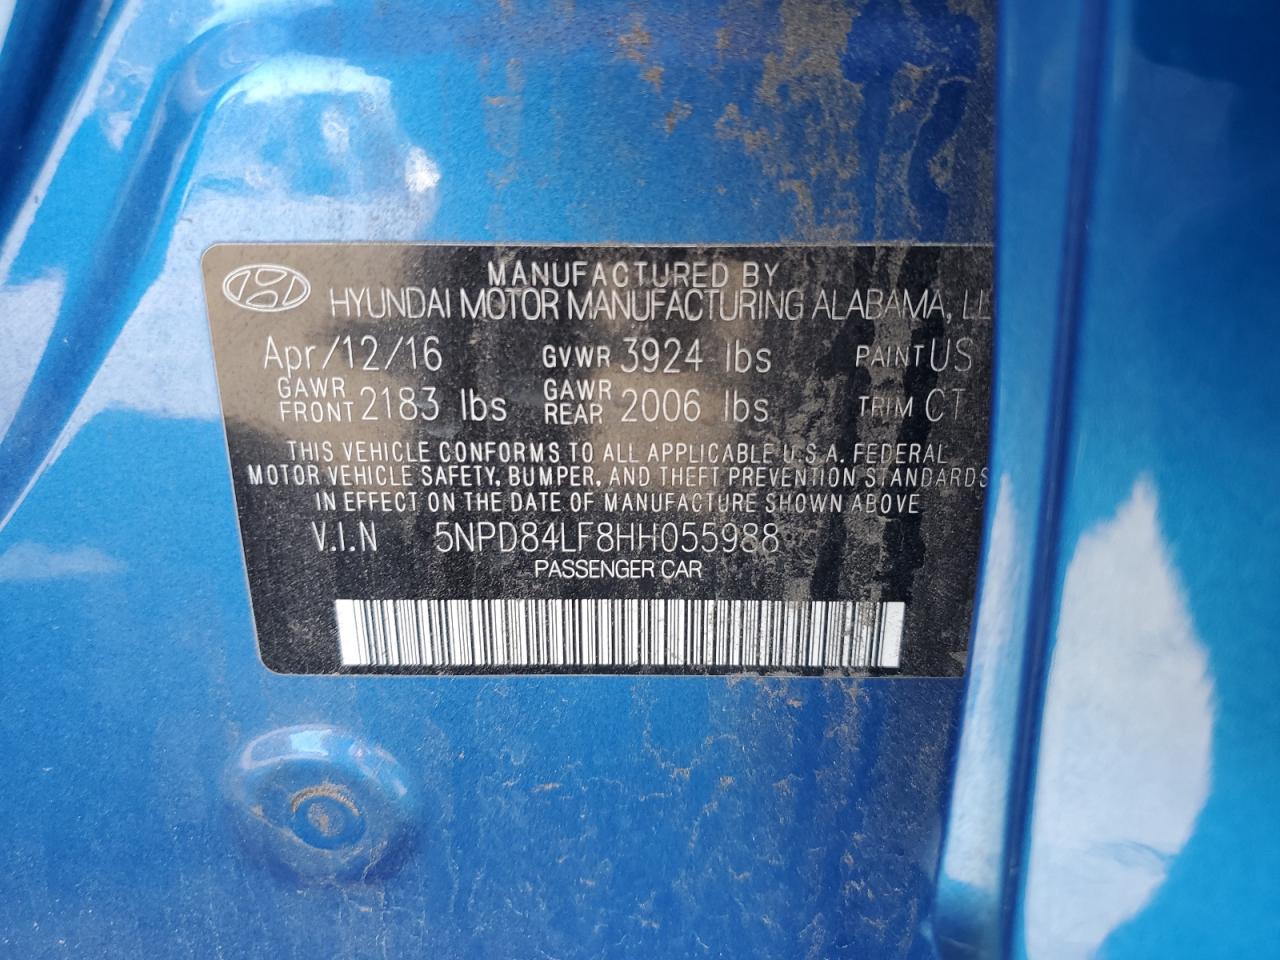 MANUFACTURED BY
HYUNDAI MOTOR MANUFACTURING ALABAMA, LL
Apr/12/16 GVWR 3924 lbs PAINT US
GAWR FRONT 2183 lbs GAWR REAR 2006 lbs TRIM CT
THIS VEHICLE CONFORMS TO ALL APPLICABLE U.S.A. FEDERAL
MOTOR VEHICLE SAFETY, BUMPER, AND THEFT PREVENTION STANDARDS
IN EFFECT ON THE DATE OF MANUFACTURE SHOWN ABOVE
V.I.N 5NPD84LF8HH055988
PASSENGER CAR